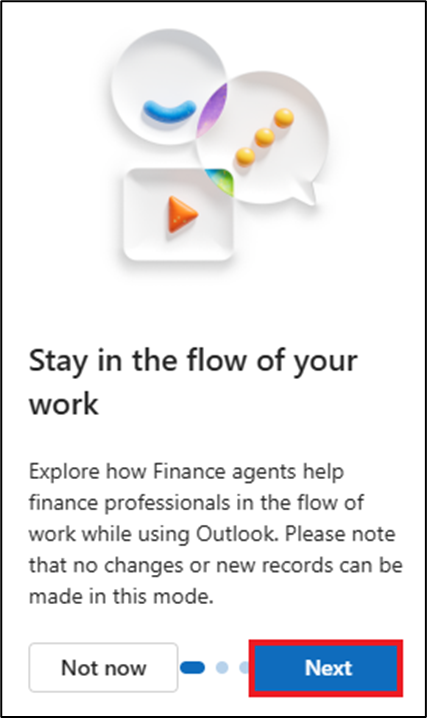 Stay in the flow of your
work
Explore how Finance agents help
finance professionals in the flow of
work while using Outlook. Please note
that no changes or new records can be
made in this mode.
Not now
Next